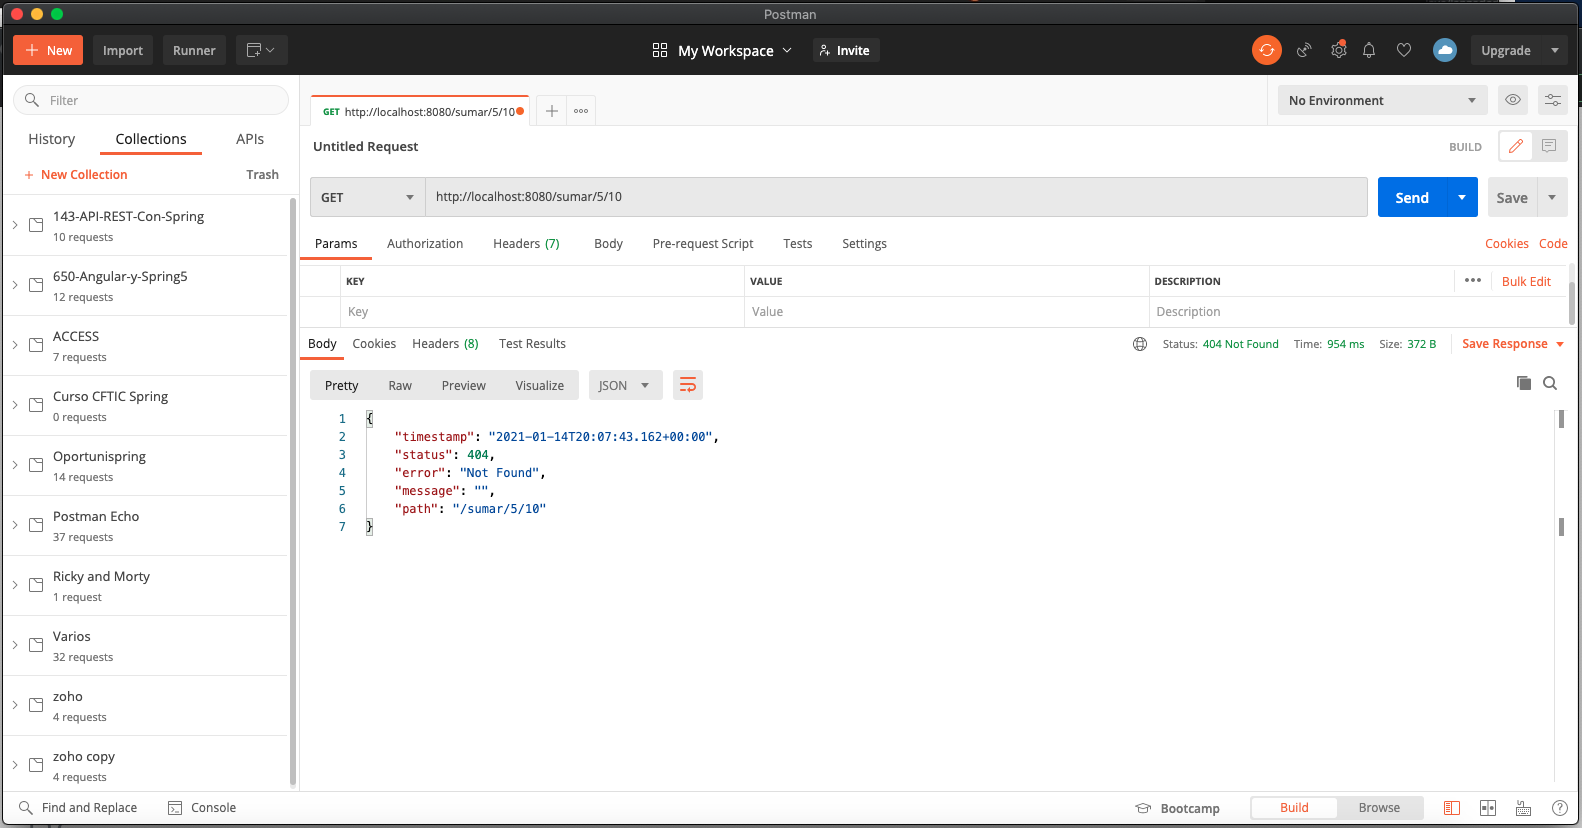 Postman
New
Import
Runner
My Workspace
Invite
Upgrade
Filter
History
Collections
APIs
+ New Collection
Trash
143-API-REST-Con-Spring
10 requests
650-Angular-y-Spring5
12 requests
ACCESS
7 requests
Curso CFTIC Spring
0 requests
Oportunispring
14 requests
Postman Echo
37 requests
Ricky and Morty
1 request
Varios
32 requests
zoho
4 requests
zoho copy
4 requests
GET http://localhost:8080/sumar/5/10
No Environment
Untitled Request
BUILD
GET
http://localhost:8080/sumar/5/10
Send
Save
Params
Authorization
Headers (7)
Body
Pre-request Script
Tests
Settings
Cookies
Code
KEY
VALUE
DESCRIPTION
Bulk Edit
Key
Value
Description
Body
Cookies
Headers (8)
Test Results
Status: 404 Not Found
Time: 954 ms
Size: 372 B
Save Response
Pretty
Raw
Preview
Visualize
JSON
1 {
2 "timestamp": "2021-01-14T20:07:43.162+00:00",
3 "status": 404,
4 "error": "Not Found",
5 "message": "",
6 "path": "/sumar/5/10"
7 }
Find and Replace
Console
Bootcamp
Build
Browse